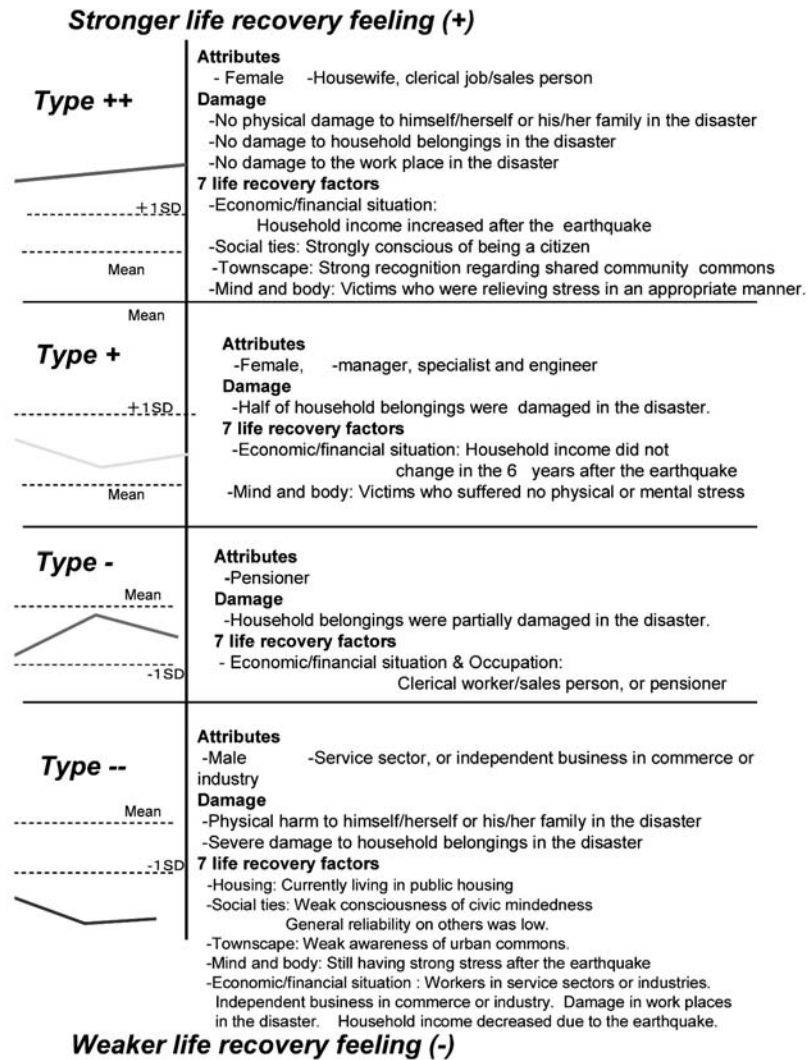 Stronger life recovery feeling (+)
Type ++
+1SD
Mean
Attributes
- Female -Housewife, clerical job/sales person
Damage
-No physical damage to himself/herself or his/her family in the disaster
-No damage to household belongings in the disaster
-No damage to the work place in the disaster
7 life recovery factors
-Economic/financial situation:
Household income increased after the earthquake
-Social ties: Strongly conscious of being a citizen
-Townscape: Strong recognition regarding shared community commons
-Mind and body: Victims who were relieving stress in an appropriate manner.
Mean
Type +
+1SD
Mean
Attributes
-Female, -manager, specialist and engineer
Damage
-Half of household belongings were damaged in the disaster.
7 life recovery factors
-Economic/financial situation: Household income did not
change in the 6 years after the earthquake
-Mind and body: Victims who suffered no physical or mental stress
Type -
Mean
-1SD
Attributes
-Pensioner
Damage
-Household belongings were partially damaged in the disaster.
7 life recovery factors
- Economic/financial situation & Occupation:
Clerical worker/sales person, or pensioner
Type --
Mean
-1SD
Attributes
-Male -Service sector, or independent business in commerce or
industry
Damage
-Physical harm to himself/herself or his/her family in the disaster
-Severe damage to household belongings in the disaster
7 life recovery factors
-Housing: Currently living in public housing
-Social ties: Weak consciousness of civic mindedness
General reliability on others was low.
-Townscape: Weak awareness of urban commons.
-Mind and body: Still having strong stress after the earthquake
-Economic/financial situation : Workers in service sectors or industries.
Independent business in commerce or industry. Damage in work places
in the disaster. Household income decreased due to the earthquake.
Weaker life recovery feeling (-)